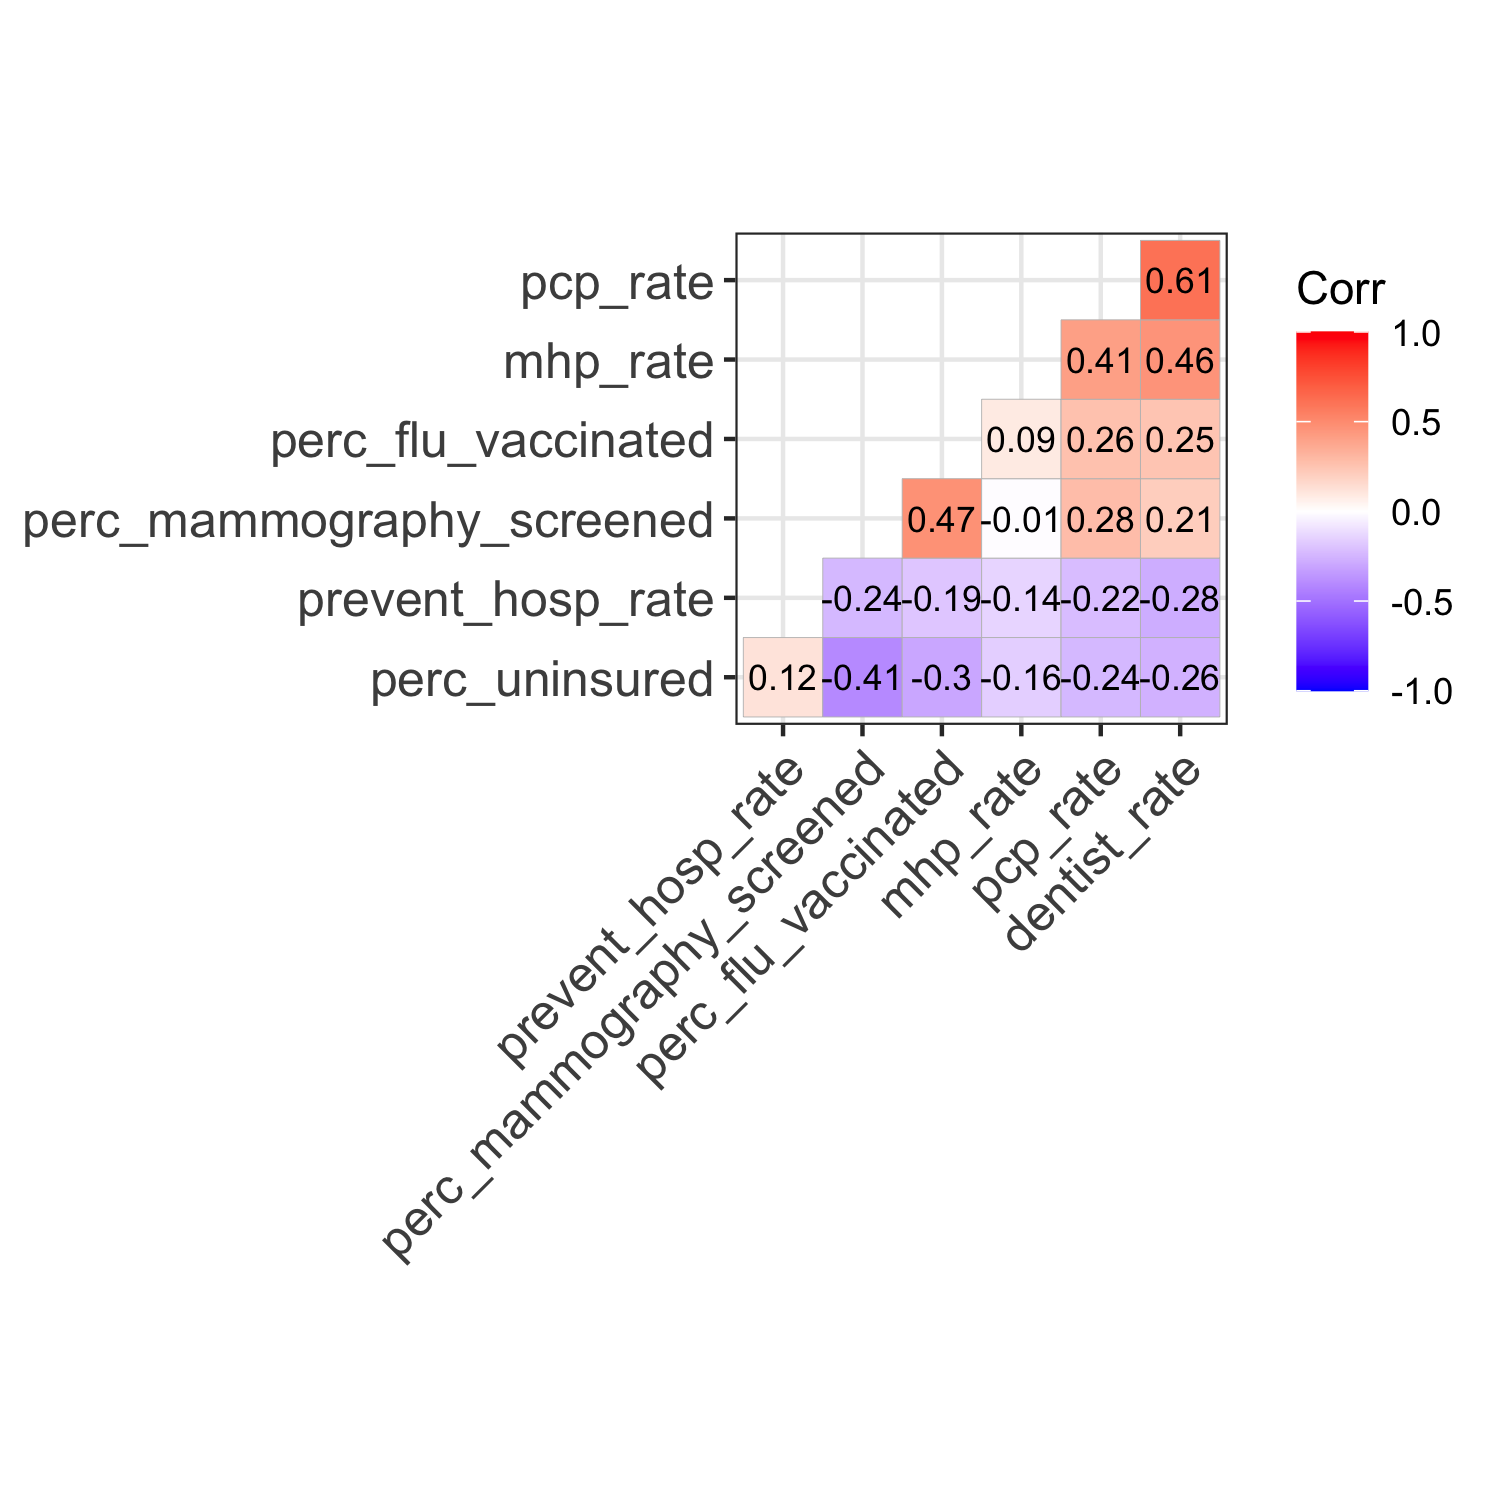 pcp_rate
0.61
mhp_rate
0.41 0.46
perc_flu_vaccinated
0.09 0.26 0.25
perc_mammography_screened
0.47 -0.01 0.28 0.21
prevent_hosp_rate
-0.24 -0.19 -0.14 -0.22 -0.28
perc_uninsured
0.12 -0.41 -0.3 -0.16 -0.24 -0.26
prevent_hosp_rate
perc_mammography_screened
perc_flu_vaccinated
mhp_rate
pcp_rate
dentist_rate
Corr
1.0
0.5
0.0
-0.5
-1.0